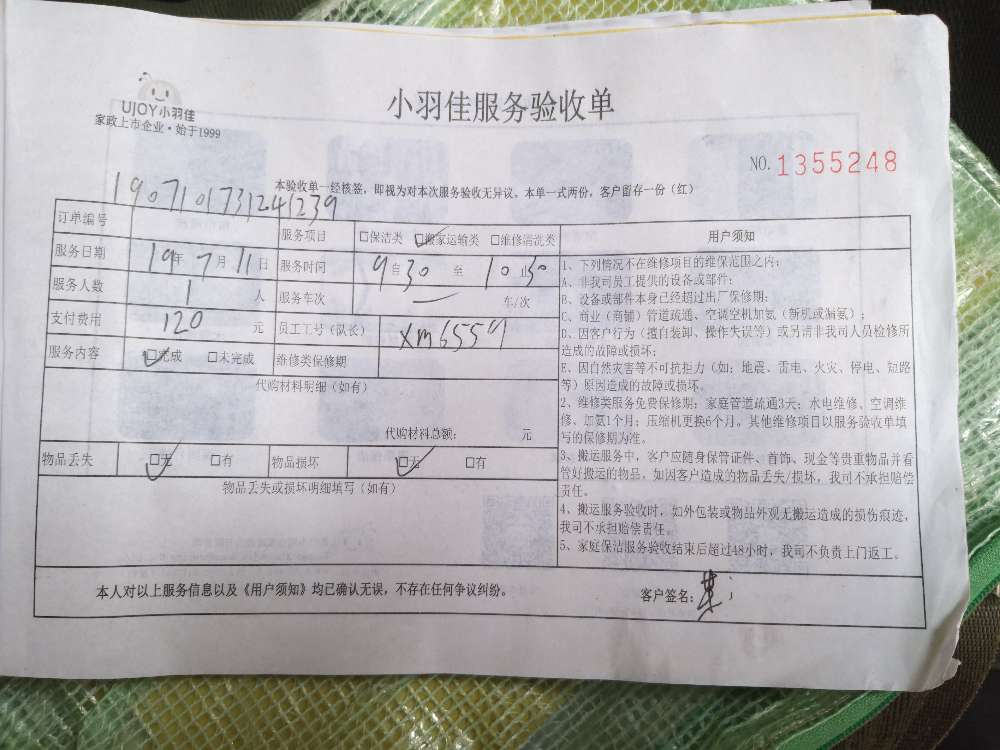 UJOY小羽佳
家政上市企业·始于1999
小羽佳服务验收单
NO. 1355248
本验收单一经核签，即视为对本次服务验收无异议，本单一式两份，客户留存一份（红）
订单编号 1907101731241239
服务项目 □保洁类 □搬家运输类 □维修清洗类
服务日期 19年7月11日
服务时间 9自30至10止30
服务人数 1 人
服务车次 车/次
支付费用 120 元
员工工号（队长） xm6559
服务内容 □完成 □未完成
维修类保修期
代购材料明细（如有）
代购材料总额： 元
物品丢失 □无 □有
物品损坏 □无 □有
物品丢失或损坏明细填写（如有）
用户须知
1、下列情况不在维修项目的维保范围之内：
A、非我司员工提供的设备或部件；
B、设备或部件本身已经超过出厂保修期；
C、商业（商铺）管道疏通、空调空机加氨（新机或漏氨）；
D、因客户行为（擅自装卸、操作失误等）或另请非我司人员检修所
造成的故障或损坏；
E、因自然灾害等不可抗拒力（如：地震、雷电、火灾、停电、短路
等）原因造成的故障或损坏。
2、维修类服务免费保修期：家庭管道疏通3天；水电维修、空调维
修、加氨1个月；压缩机更换6个月。其他维修项目以服务验收单填
写的保修期为准。
3、搬运服务中，客户应随身保管证件、首饰、现金等贵重物品并看
管好搬运的物品，如因客户造成的物品丢失/损坏，我司不承担赔偿
责任。
4、搬运服务验收时，如外包装或物品外观无搬运造成的损伤痕迹，
我司不承担赔偿责任。
5、家庭保洁服务验收结束后超过48小时，我司不负责上门返工。
本人对以上服务信息以及《用户须知》均已确认无误，不存在任何争议纠纷。
客户签名：